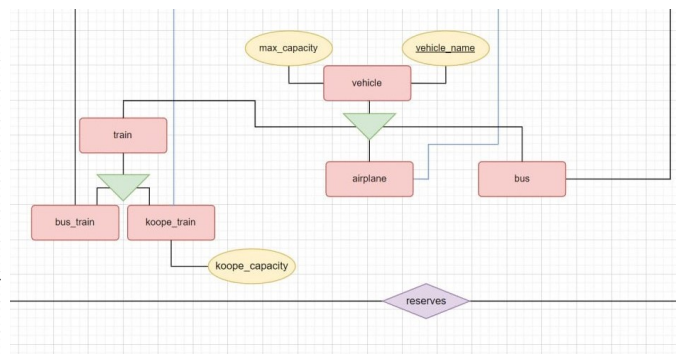 max_capacity
vehicle_name
vehicle
train
airplane
bus
bus_train
koope_train
koope_capacity
reserves